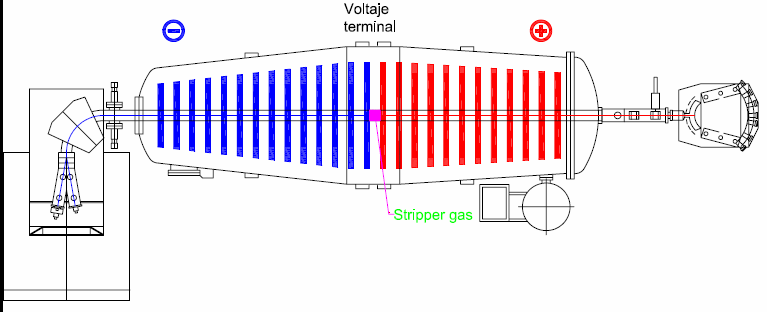 Voltaje
terminal
Stripper gas